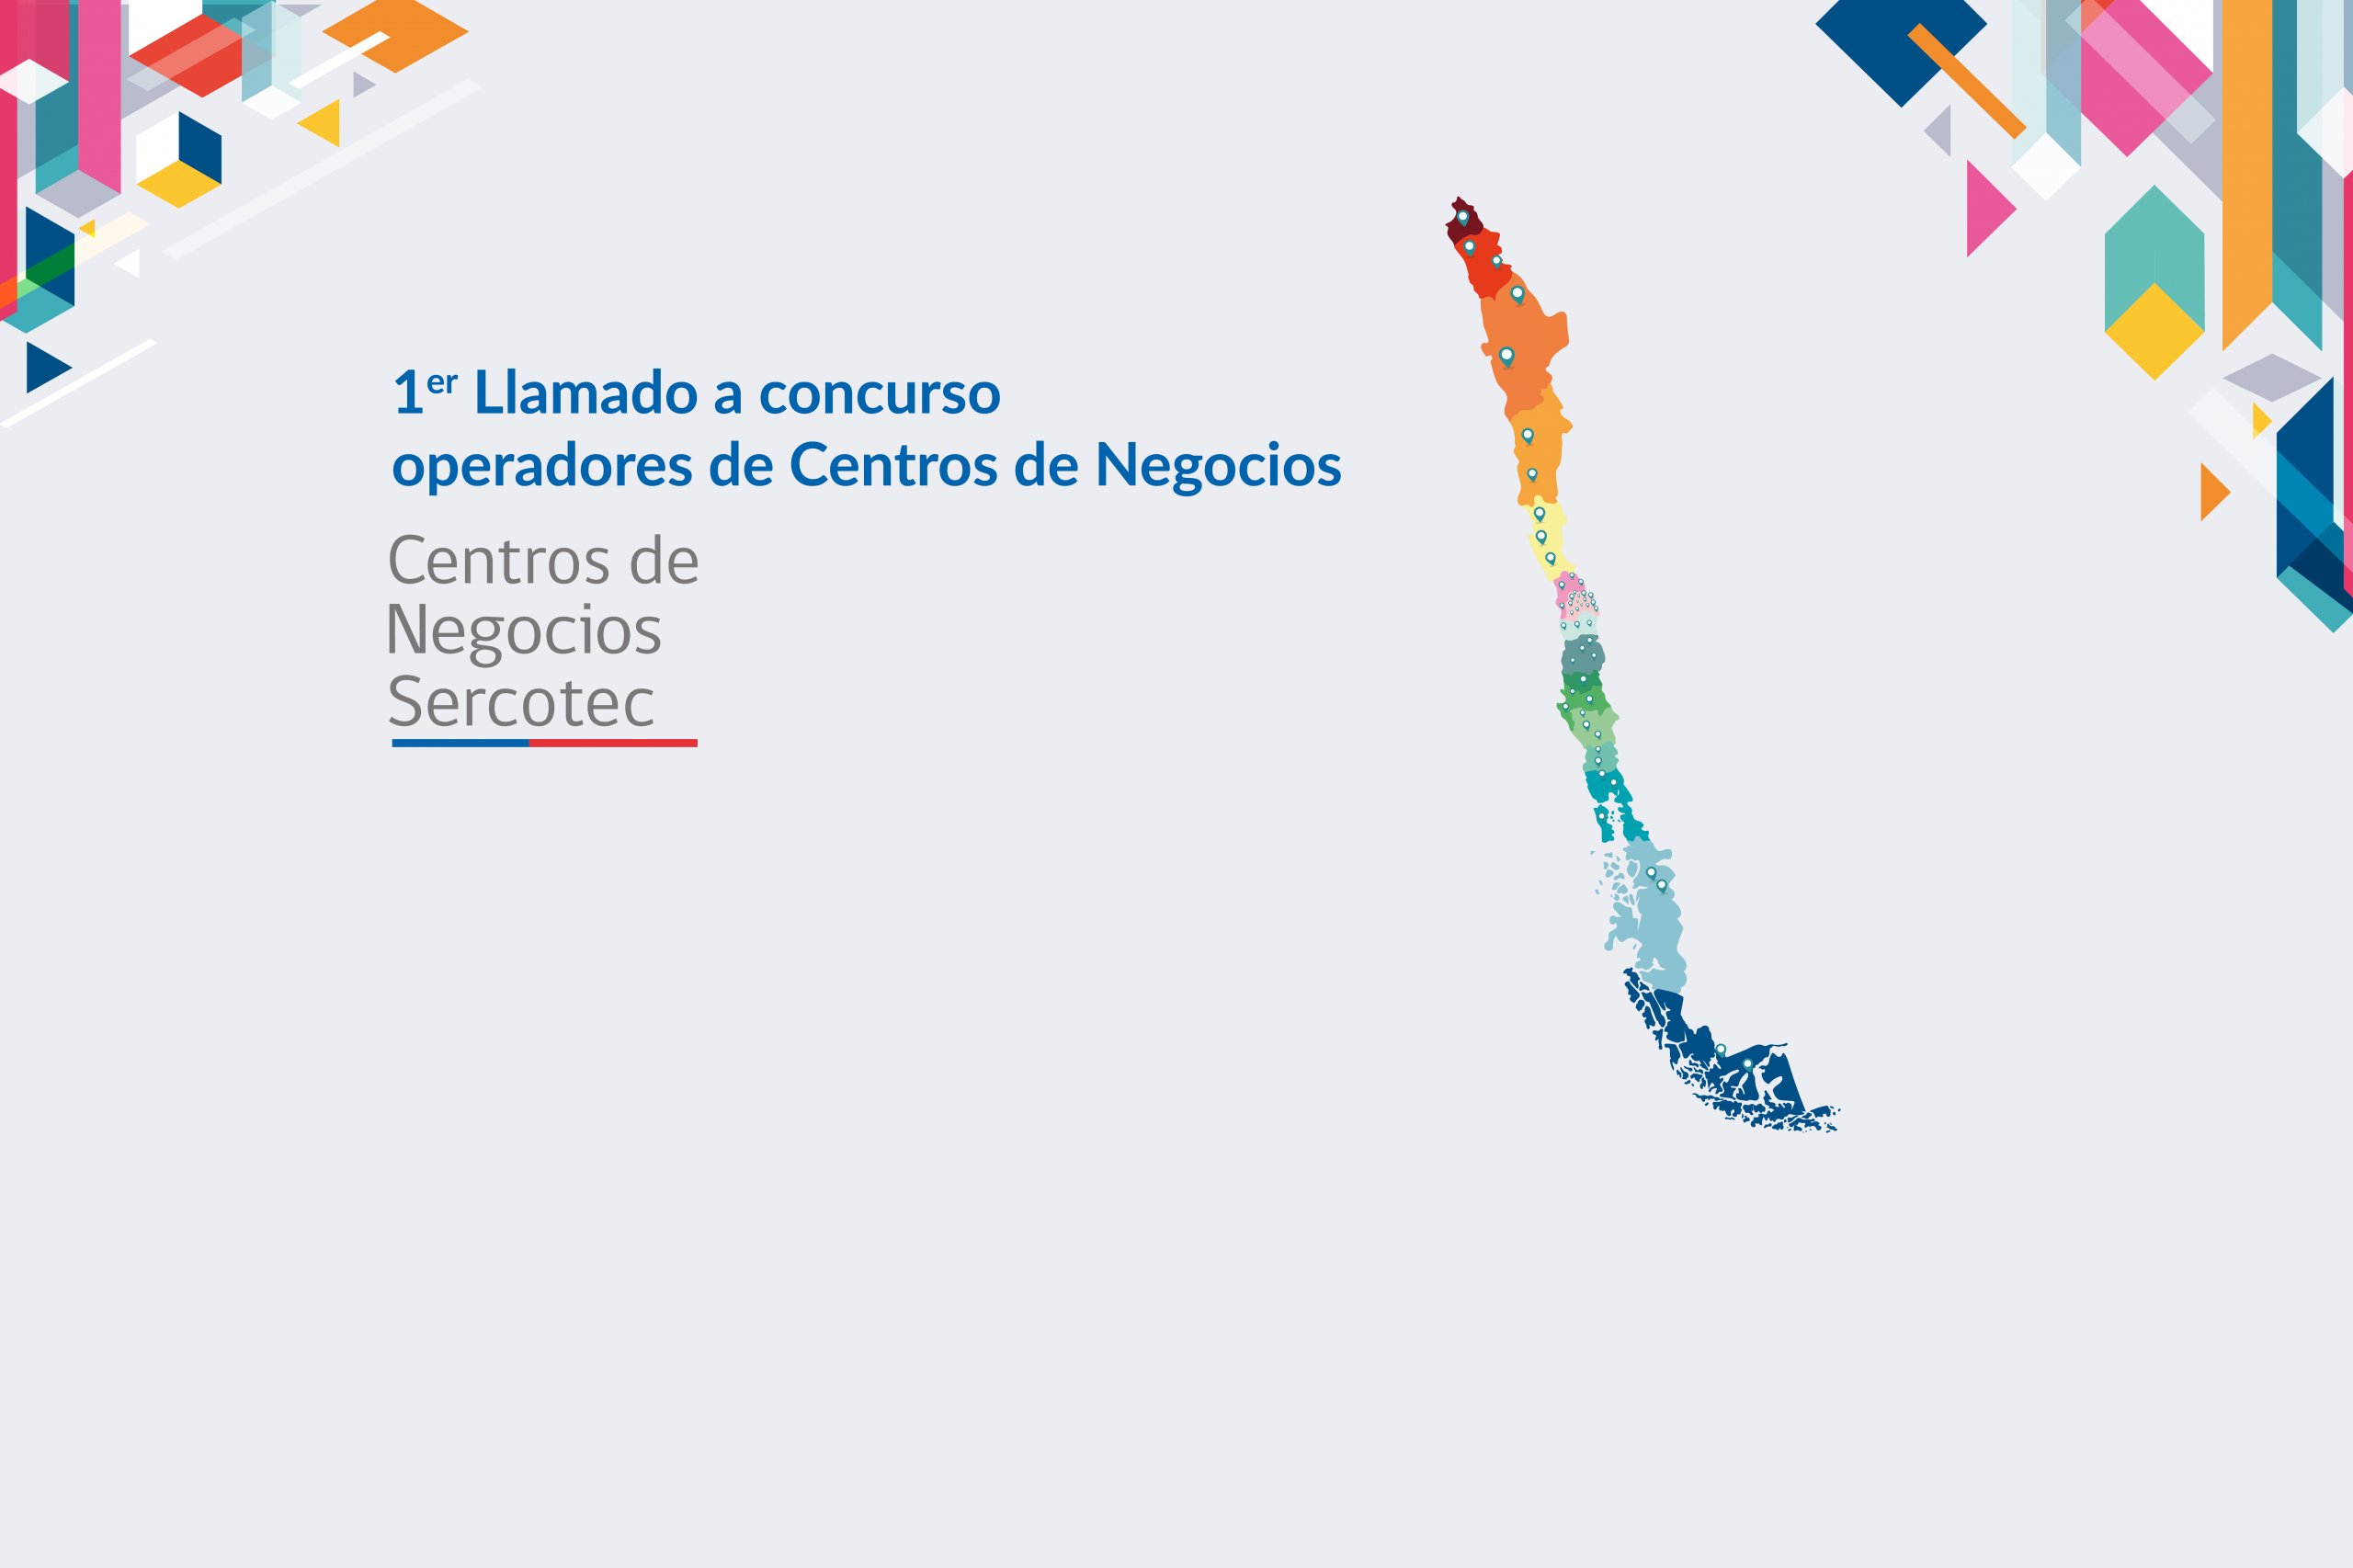 1er Llamado a concurso
operadores de Centros de Negocios
Centros de
Negocios
Sercotec